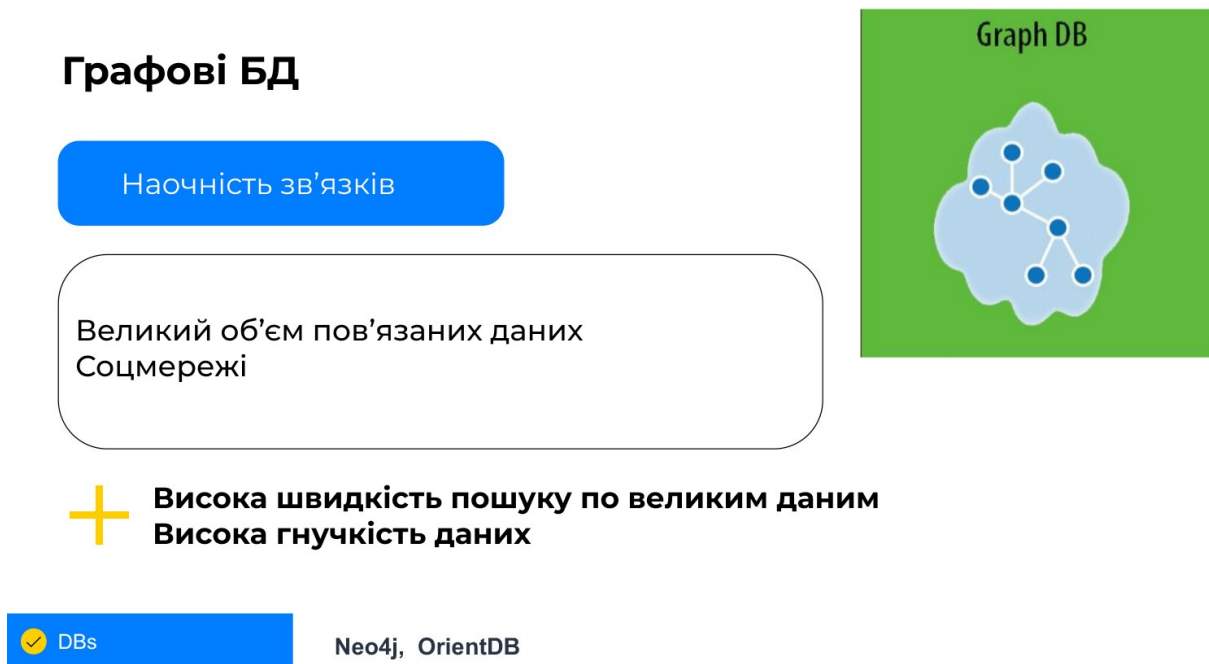 Графові БД
Graph DB
Наочність зв’язків
Великий об’єм пов’язаних даних
Соцмережі
Висока швидкість пошуку по великим даним
Висока гнучкість даних
DBs
Neo4j, OrientDB